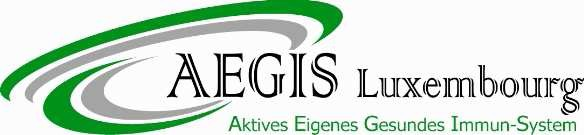 AEGIS Luxembourg
Aktives Eigenes Gesundes Immun-System